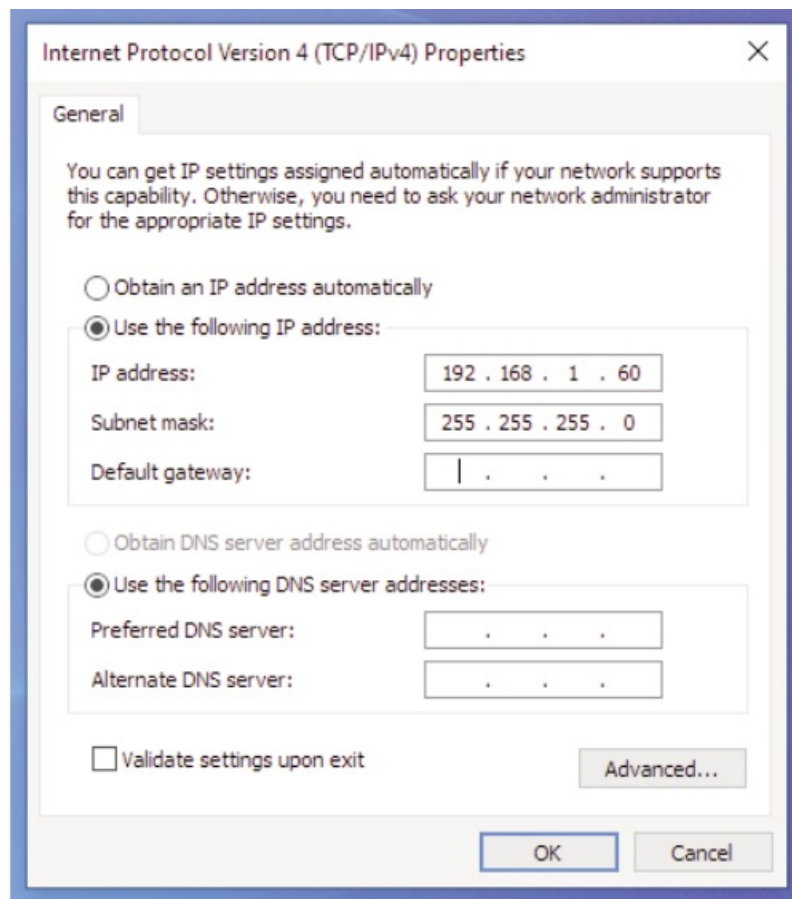 Internet Protocol Version 4 (TCP/IPv4) Properties
General
You can get IP settings assigned automatically if your network supports
this capability. Otherwise, you need to ask your network administrator
for the appropriate IP settings.
Obtain an IP address automatically
Use the following IP address:
IP address: 192 . 168 . 1 . 60
Subnet mask: 255 . 255 . 255 . 0
Default gateway: . . .
Obtain DNS server address automatically
Use the following DNS server addresses:
Preferred DNS server: . . .
Alternate DNS server: . . .
Validate settings upon exit
Advanced...
OK Cancel